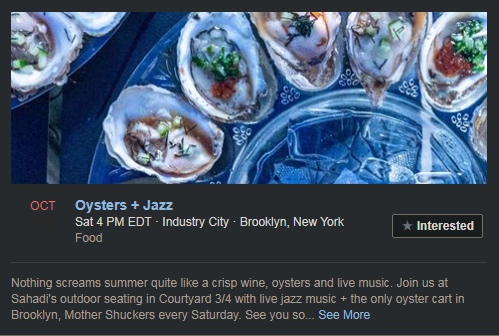 OCT
Oysters + Jazz
Sat 4 PM EDT · Industry City · Brooklyn, New York
Food
★ Interested
Nothing screams summer quite like a crisp wine, oysters and live music. Join us at
Sahadi's outdoor seating in Courtyard 3/4 with live jazz music + the only oyster cart in
Brooklyn, Mother Shuckers every Saturday. See you so... See More